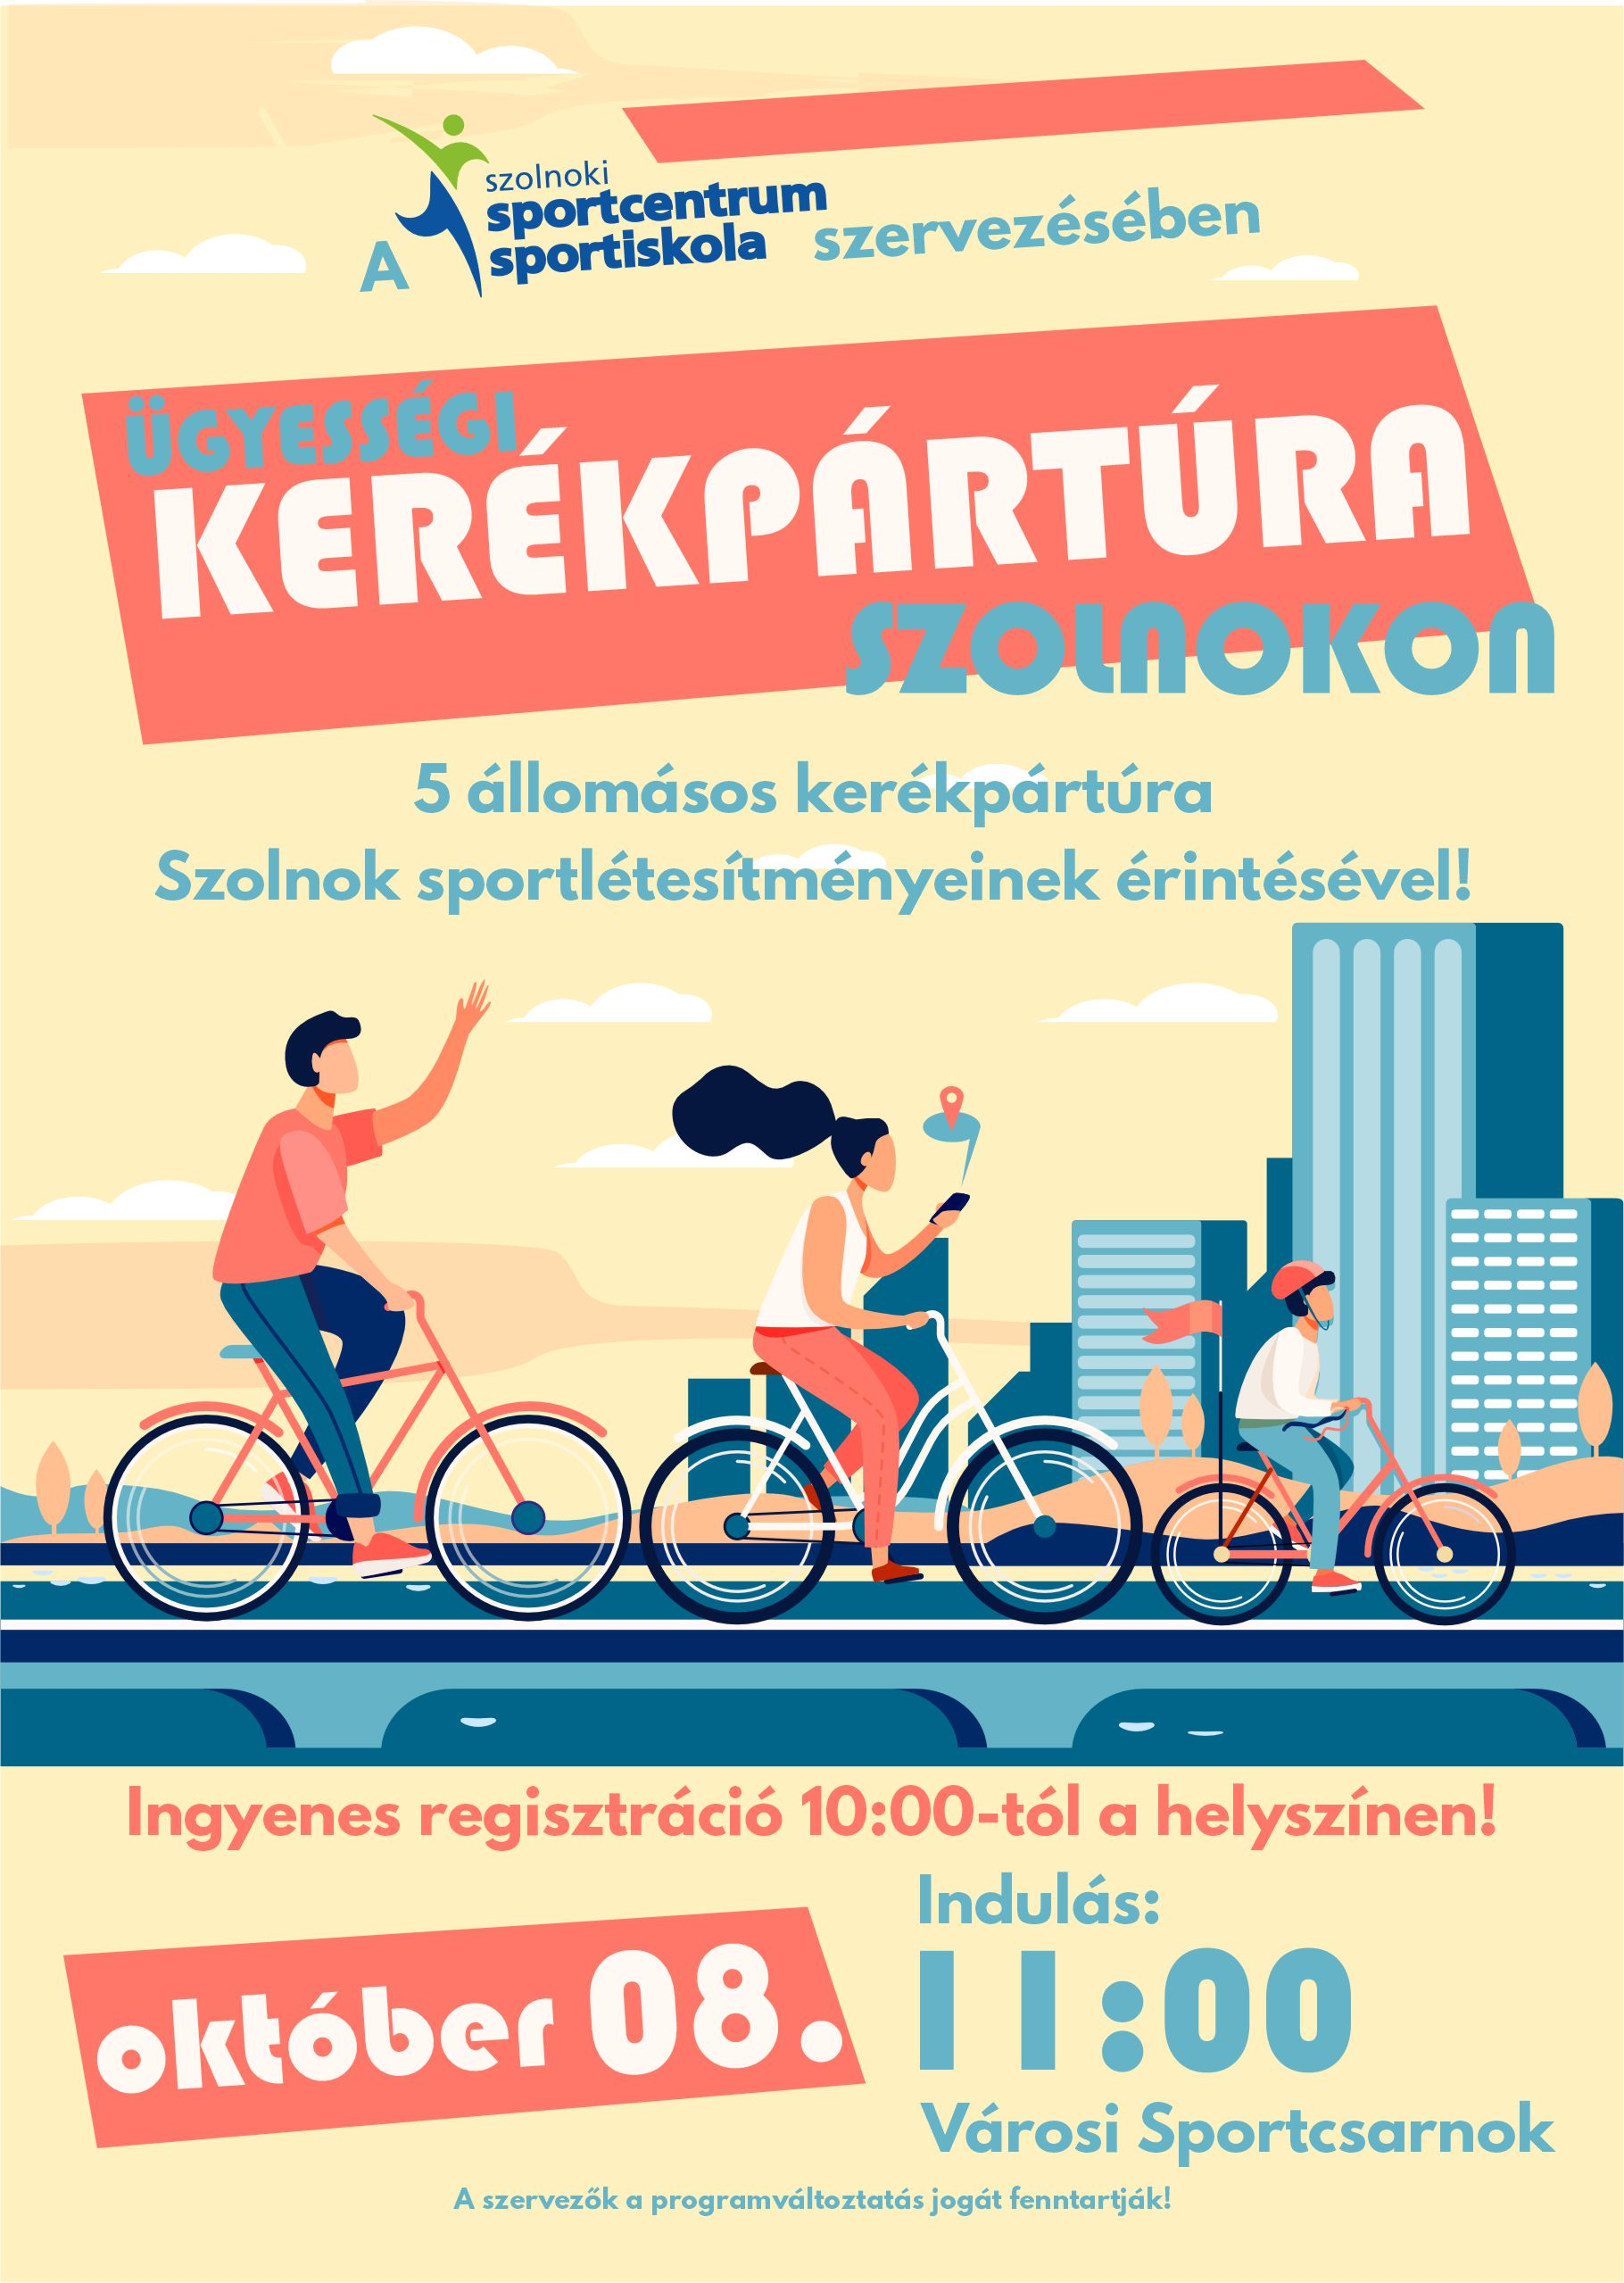 szolnoki
sportcentrum
A sportiskola szervezésében
ÜGYESSÉGI
KERÉKPÁRTÚRA
SZOLNOKON
5 állomásos kerékpártúra
Szolnok sportlétesítményeinek érintésével!
Ingyenes regisztráció 10:00-tól a helyszínen!
Indulás:
október 08.
11:00
Városi Sportcsarnok
A szervezők a programváltoztatás jogát fenntartják!